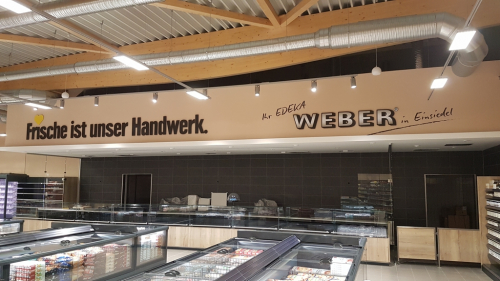 Frische ist unser Handwerk.
Ihr EDEKA
WEBER®
in Einsiedel